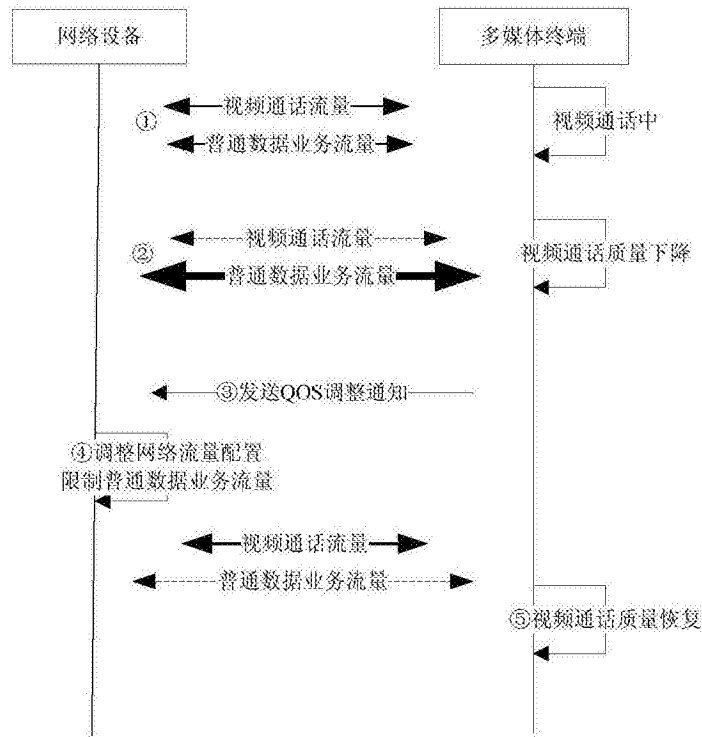 网络设备
多媒体终端
视频通话流量
①
普通数据业务流量
视频通话中
视频通话流量
②
普通数据业务流量
视频通话质量下降
③发送QOS调整通知
④调整网络流量配置
限制普通数据业务流量
视频通话流量
普通数据业务流量
⑤视频通话质量恢复